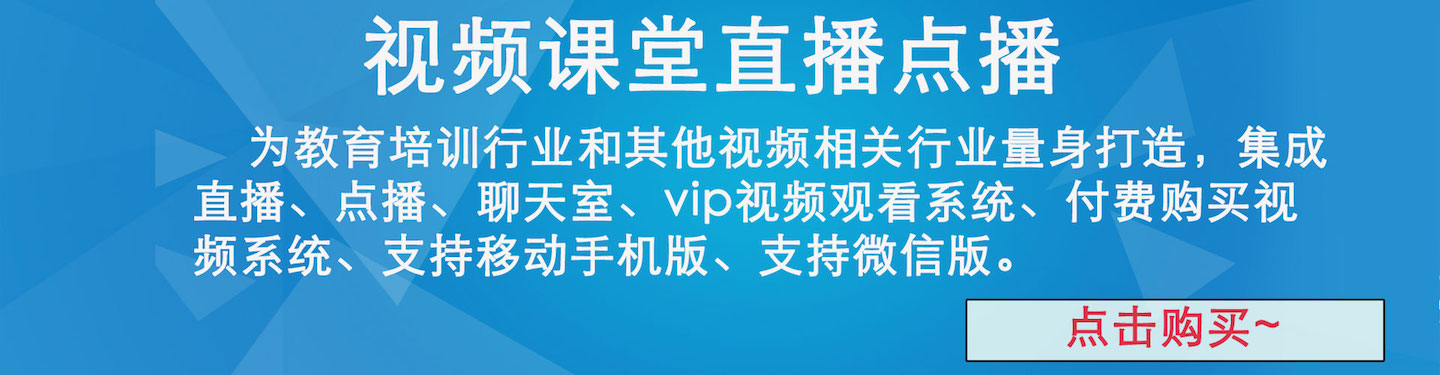 视频课堂直播点播
为教育培训行业和其他视频相关行业量身打造，集成
直播、点播、聊天室、vip视频观看系统、付费购买视
频系统、支持移动手机版、支持微信版。
点击购买~